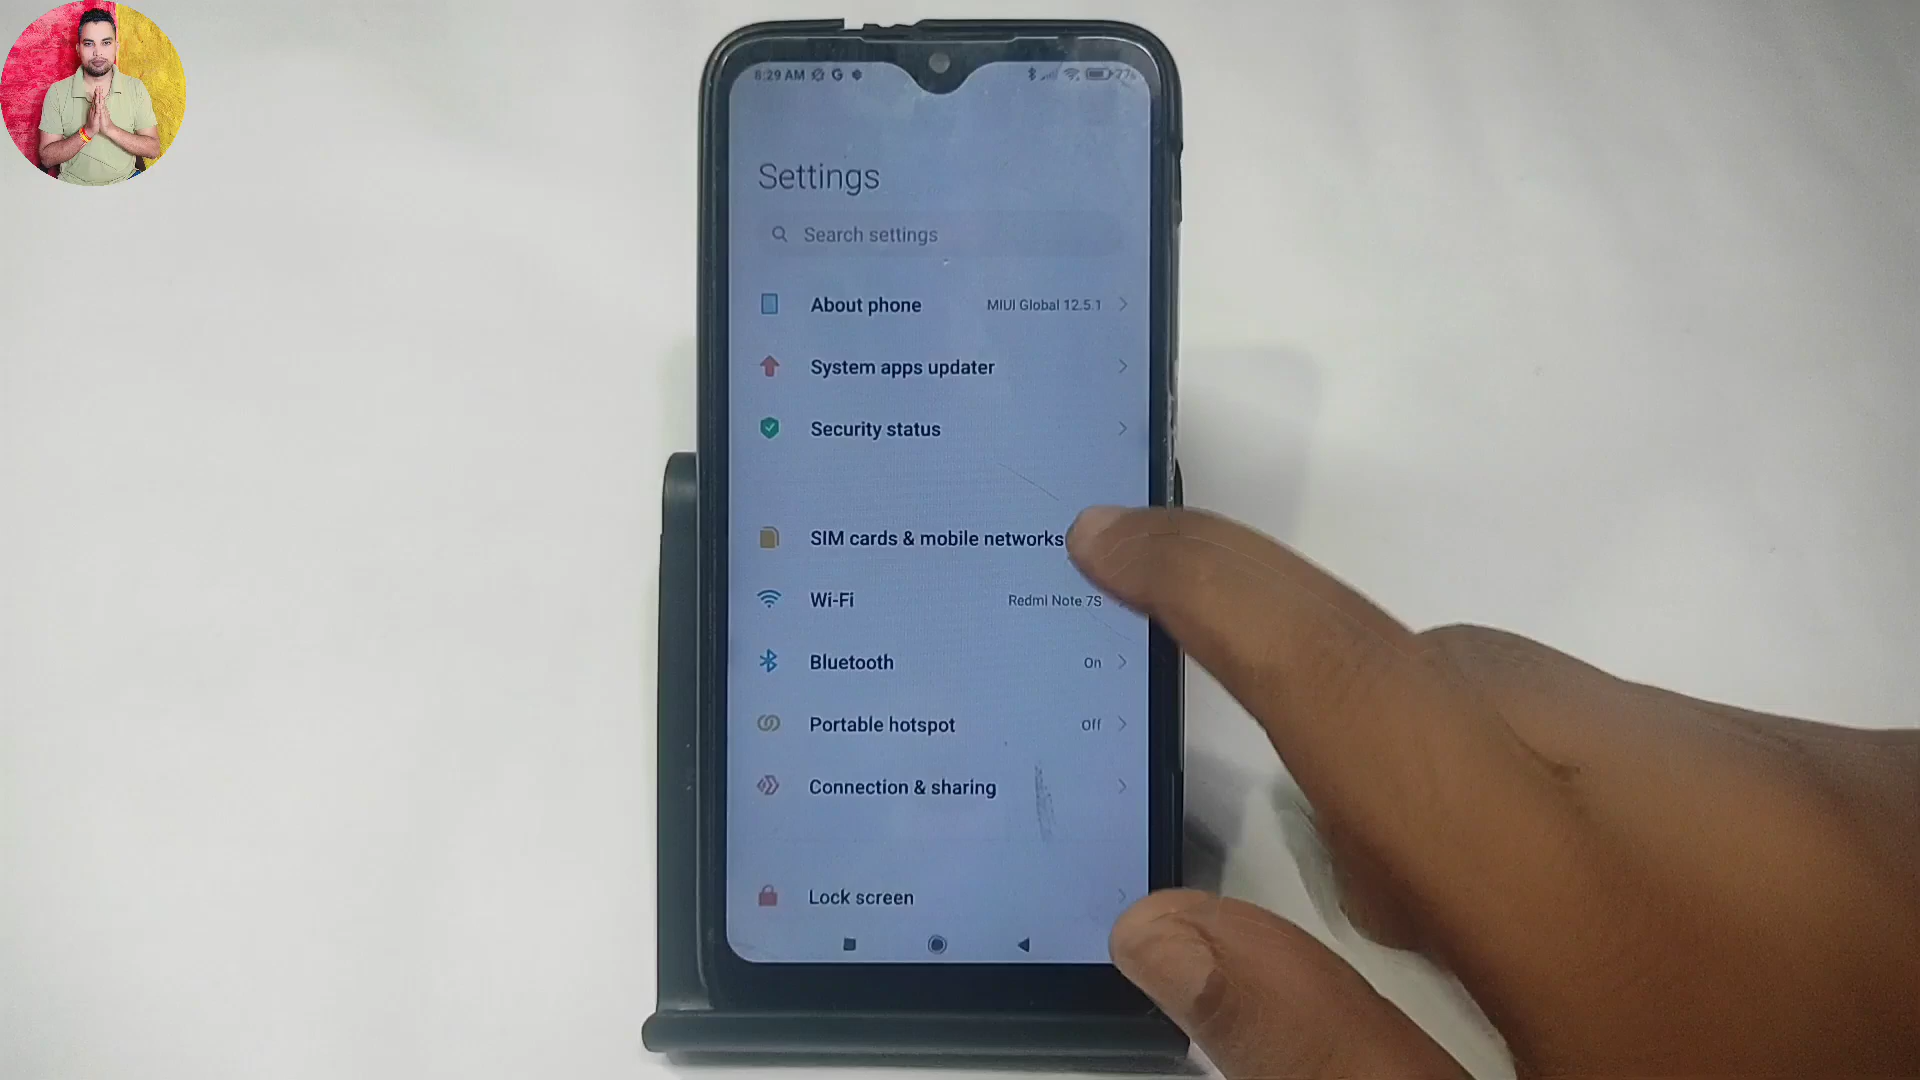 8:29 AM
Settings
Search settings
About phone MIUI Global 12.5.1
System apps updater
Security status
SIM cards & mobile networks
Wi-Fi Redmi Note 7S
Bluetooth On
Portable hotspot Off
Connection & sharing
Lock screen